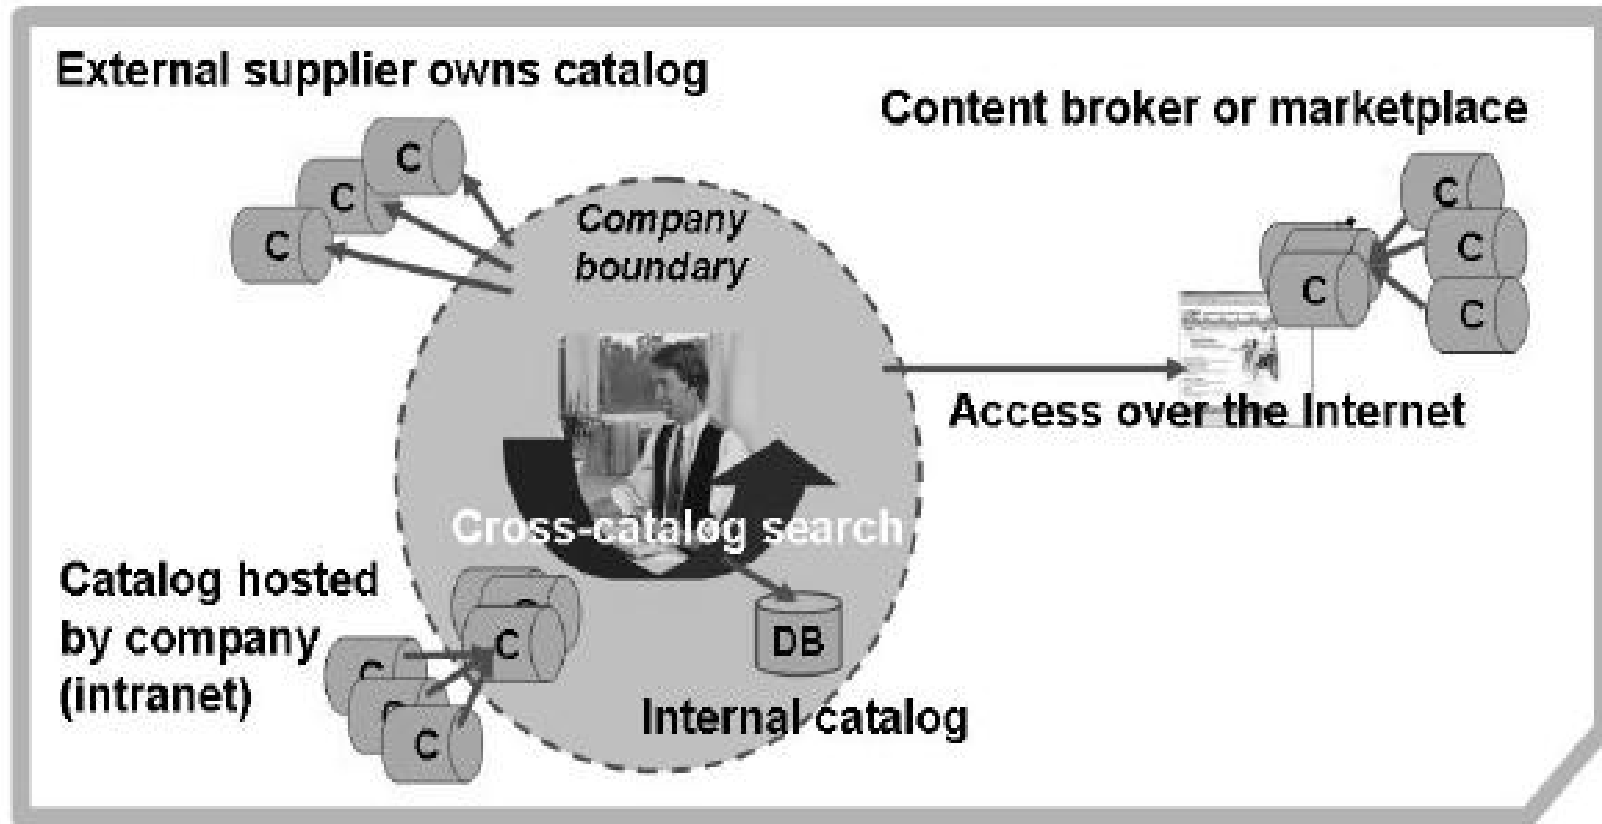 External supplier owns catalog
Content broker or marketplace
C
C
C
Company
boundary
C
C
C
C
Access over the Internet
Cross-catalog search
Catalog hosted
by company
(intranet)
C
C
DB
Internal catalog